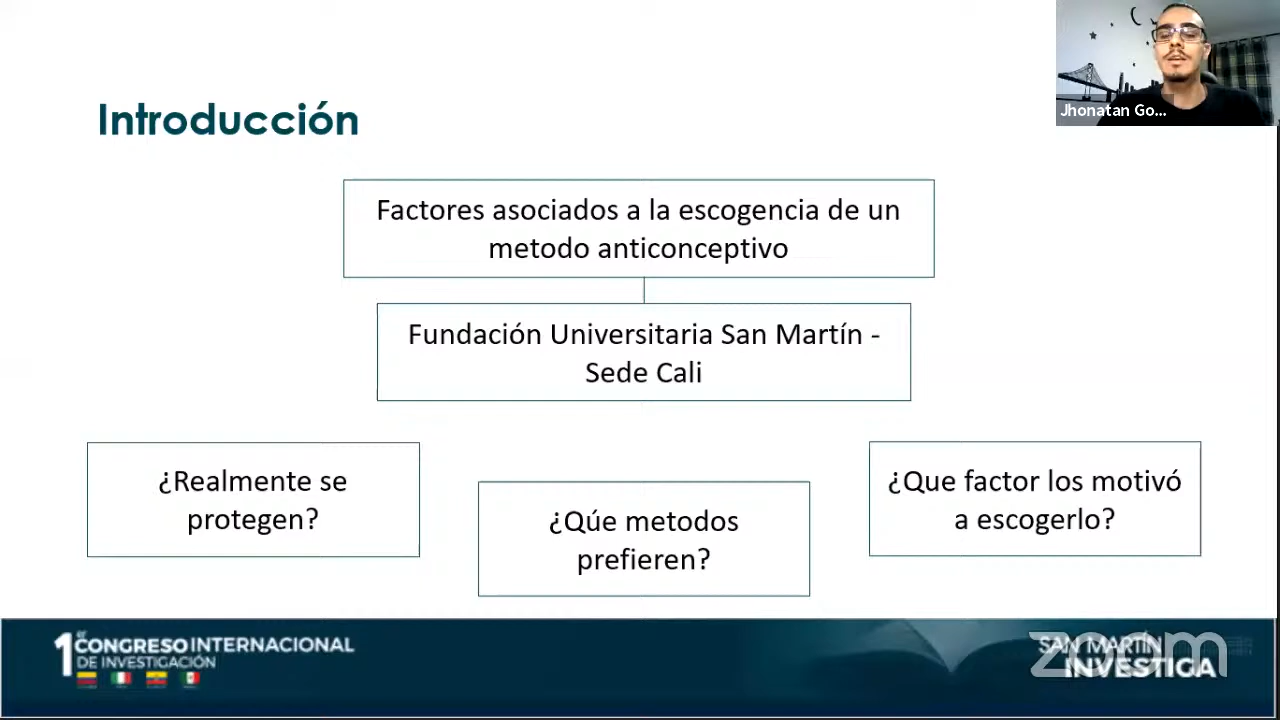 Jhonatan Go...
Introducción
Factores asociados a la escogencia de un
metodo anticonceptivo
Fundación Universitaria San Martín -
Sede Cali
¿Realmente se
protegen?
¿Qúe metodos
prefieren?
¿Que factor los motivó
a escogerlo?
1er CONGRESO INTERNACIONAL
DE INVESTIGACIÓN
SAN MARTÍN
INVESTIGA
zoom